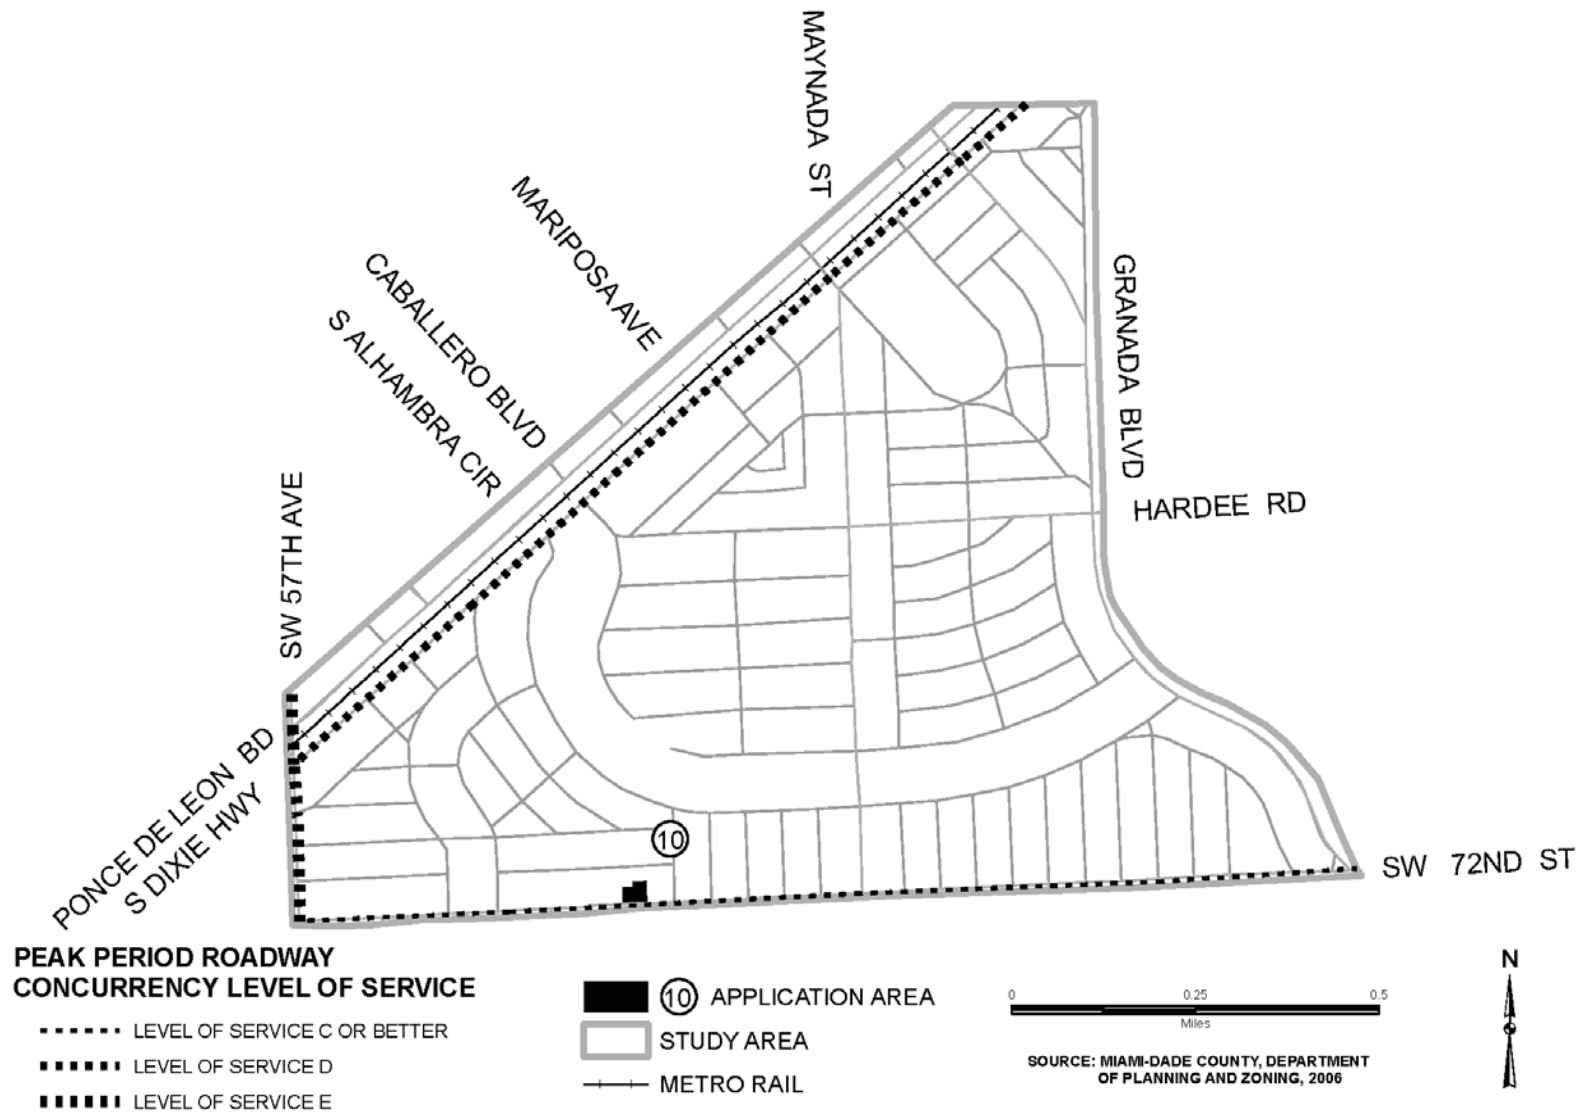 MAYNADA ST
MARIPOSA AVE
CABALLERO BLVD
S ALHAMBRA CIR
GRANADA BLVD
SW 57TH AVE
HARDEE RD
PONCE DE LEON BD
S DIXIE HWY
10
SW 72ND ST
PEAK PERIOD ROADWAY
CONCURRENCY LEVEL OF SERVICE
LEVEL OF SERVICE C OR BETTER
LEVEL OF SERVICE D
LEVEL OF SERVICE E
10 APPLICATION AREA
STUDY AREA
METRO RAIL
0 0.25 0.5
Miles
SOURCE: MIAMI-DADE COUNTY, DEPARTMENT
OF PLANNING AND ZONING, 2006
N